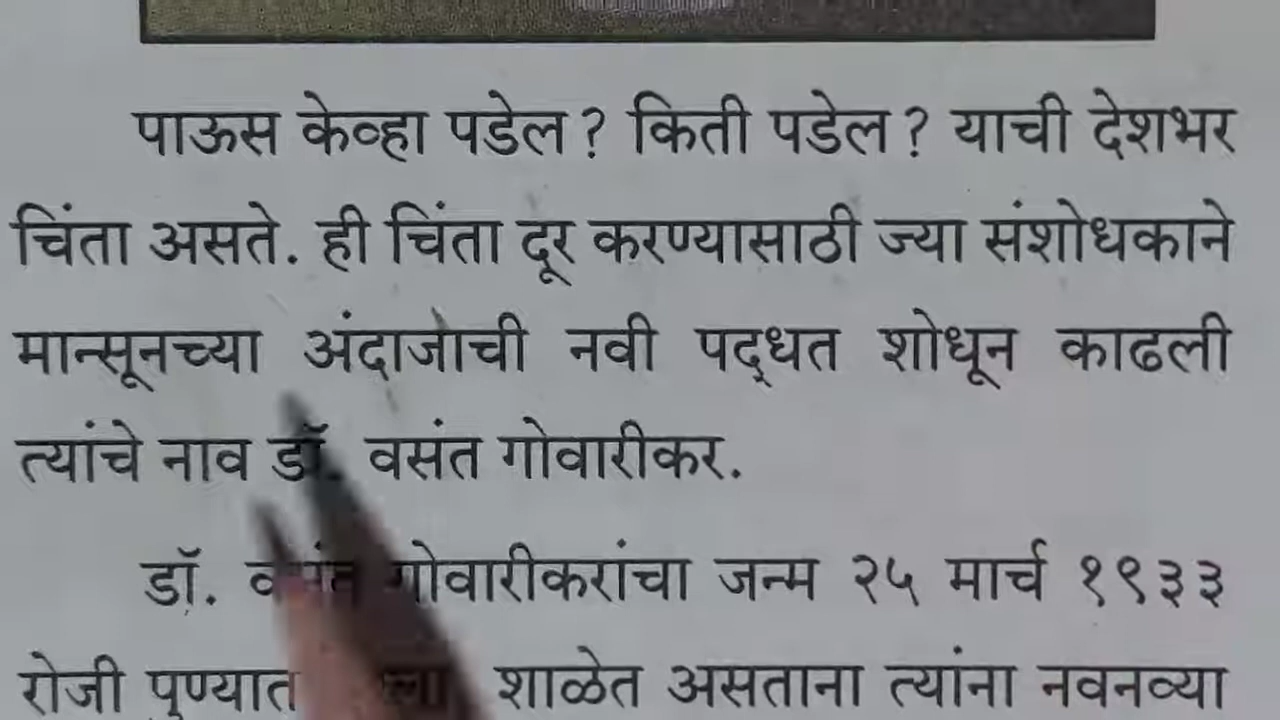 पाऊस केव्हा पडेल? किती पडेल? याची देशभर
चिंता असते. ही चिंता दूर करण्यासाठी ज्या संशोधकाने
मान्सूनच्या अंदाजाची नवी पद्धत शोधून काढली
त्यांचे नाव डॉ. वसंत गोवारीकर.
डॉ. वसंत गोवारीकरांचा जन्म २५ मार्च १९३३
रोजी पुण्यात शाळेत असताना त्यांना नवनव्या